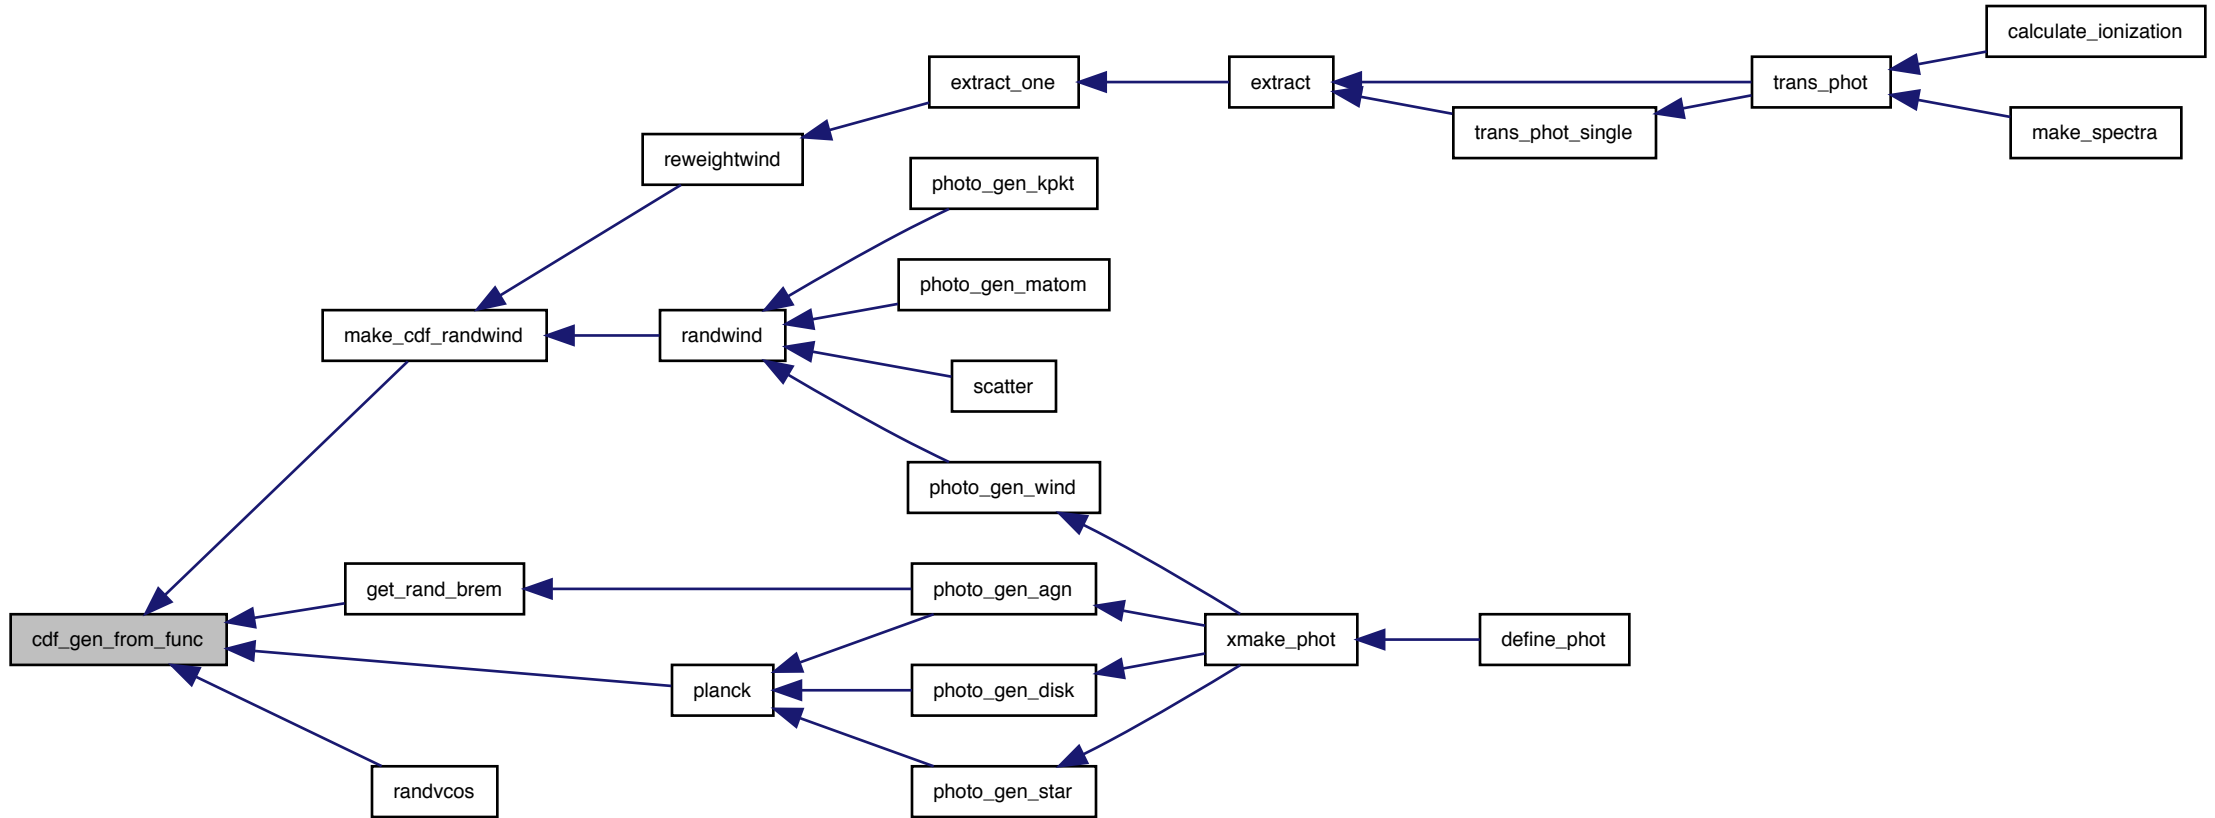 calculate_ionization
extract_one
extract
trans_phot
trans_phot_single
make_spectra
reweightwind
photo_gen_kpkt
photo_gen_matom
make_cdf_randwind
randwind
scatter
photo_gen_wind
get_rand_brem
photo_gen_agn
cdf_gen_from_func
xmake_phot
define_phot
planck
photo_gen_disk
randvcos
photo_gen_star